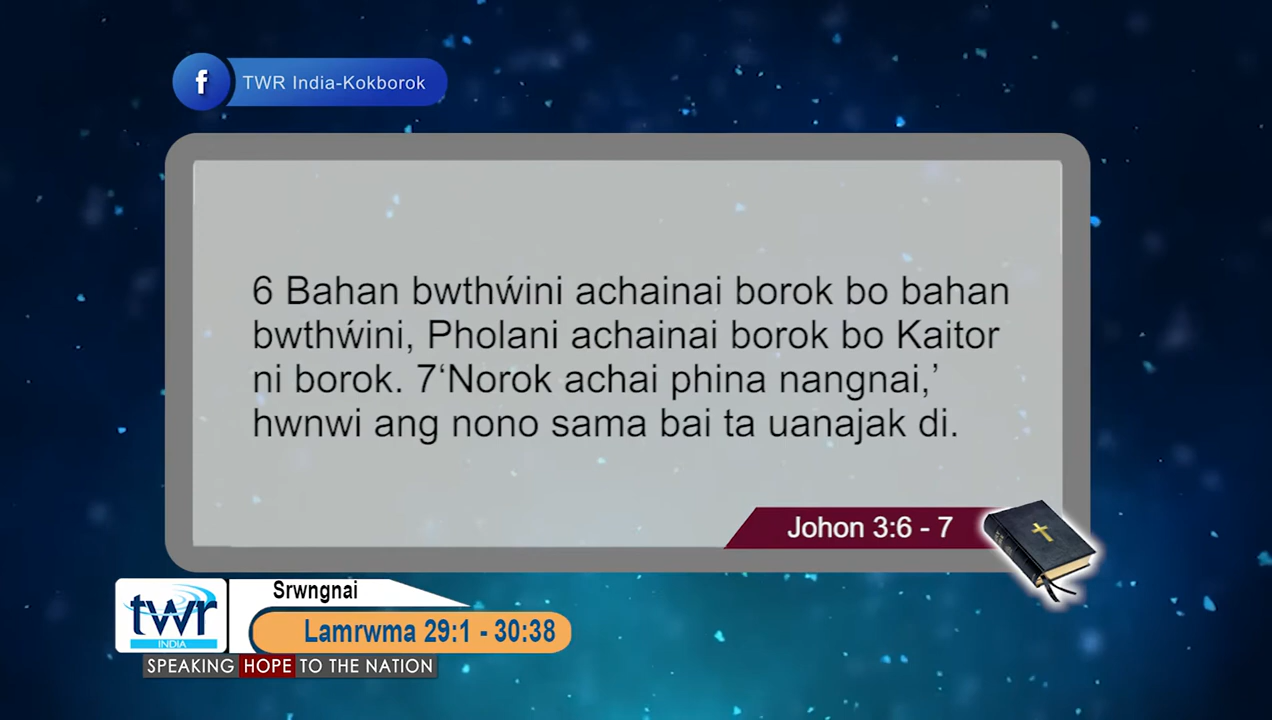 f TWR India-Kokborok
6 Bahan bwthẃini achainai borok bo bahan
bwthẃini, Pholani achainai borok bo Kaitor
ni borok. 7‘Norok achai phina nangnai,’
hwnwi ang nono sama bai ta uanajak di.
Johon 3:6 - 7
Srwngnai
twr
INDIA
Lamrwma 29:1 - 30:38
SPEAKING HOPE TO THE NATION